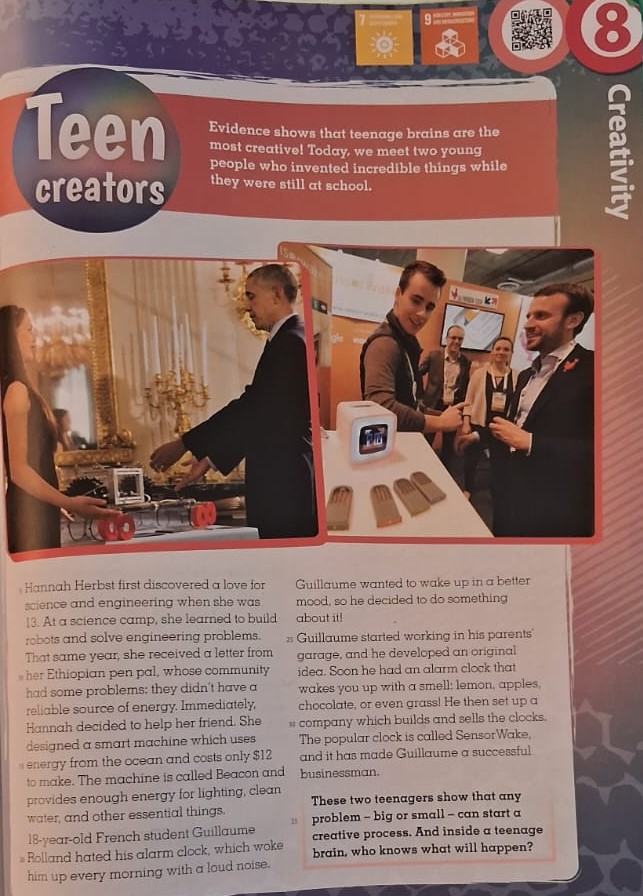 7
9
8
Creativity
Teen
creators
Evidence shows that teenage brains are the
most creative! Today, we meet two young
people who invented incredible things while
they were still at school.
Hannah Herbst first discovered a love for
science and engineering when she was
13. At a science camp, she learned to build
robots and solve engineering problems.
That same year, she received a letter from
her Ethiopian pen pal, whose community
had some problems: they didn't have a
reliable source of energy. Immediately,
Hannah decided to help her friend. She
designed a smart machine which uses
15 energy from the ocean and costs only $12
to make. The machine is called Beacon and
provides enough energy for lighting, clean
water, and other essential things.
18-year-old French student Guillaume
20 Rolland hated his alarm clock, which woke
him up every morning with a loud noise.
Guillaume wanted to wake up in a better
mood, so he decided to do something
about it!
25 Guillaume started working in his parents'
garage, and he developed an original
idea. Soon he had an alarm clock that
wakes you up with a smell: lemon, apples,
chocolate, or even grass! He then set up a
30 company which builds and sells the clocks.
The popular clock is called SensorWake,
and it has made Guillaume a successful
businessman.
These two teenagers show that any
35 problem – big or small – can start a
creative process. And inside a teenage
brain, who knows what will happen?